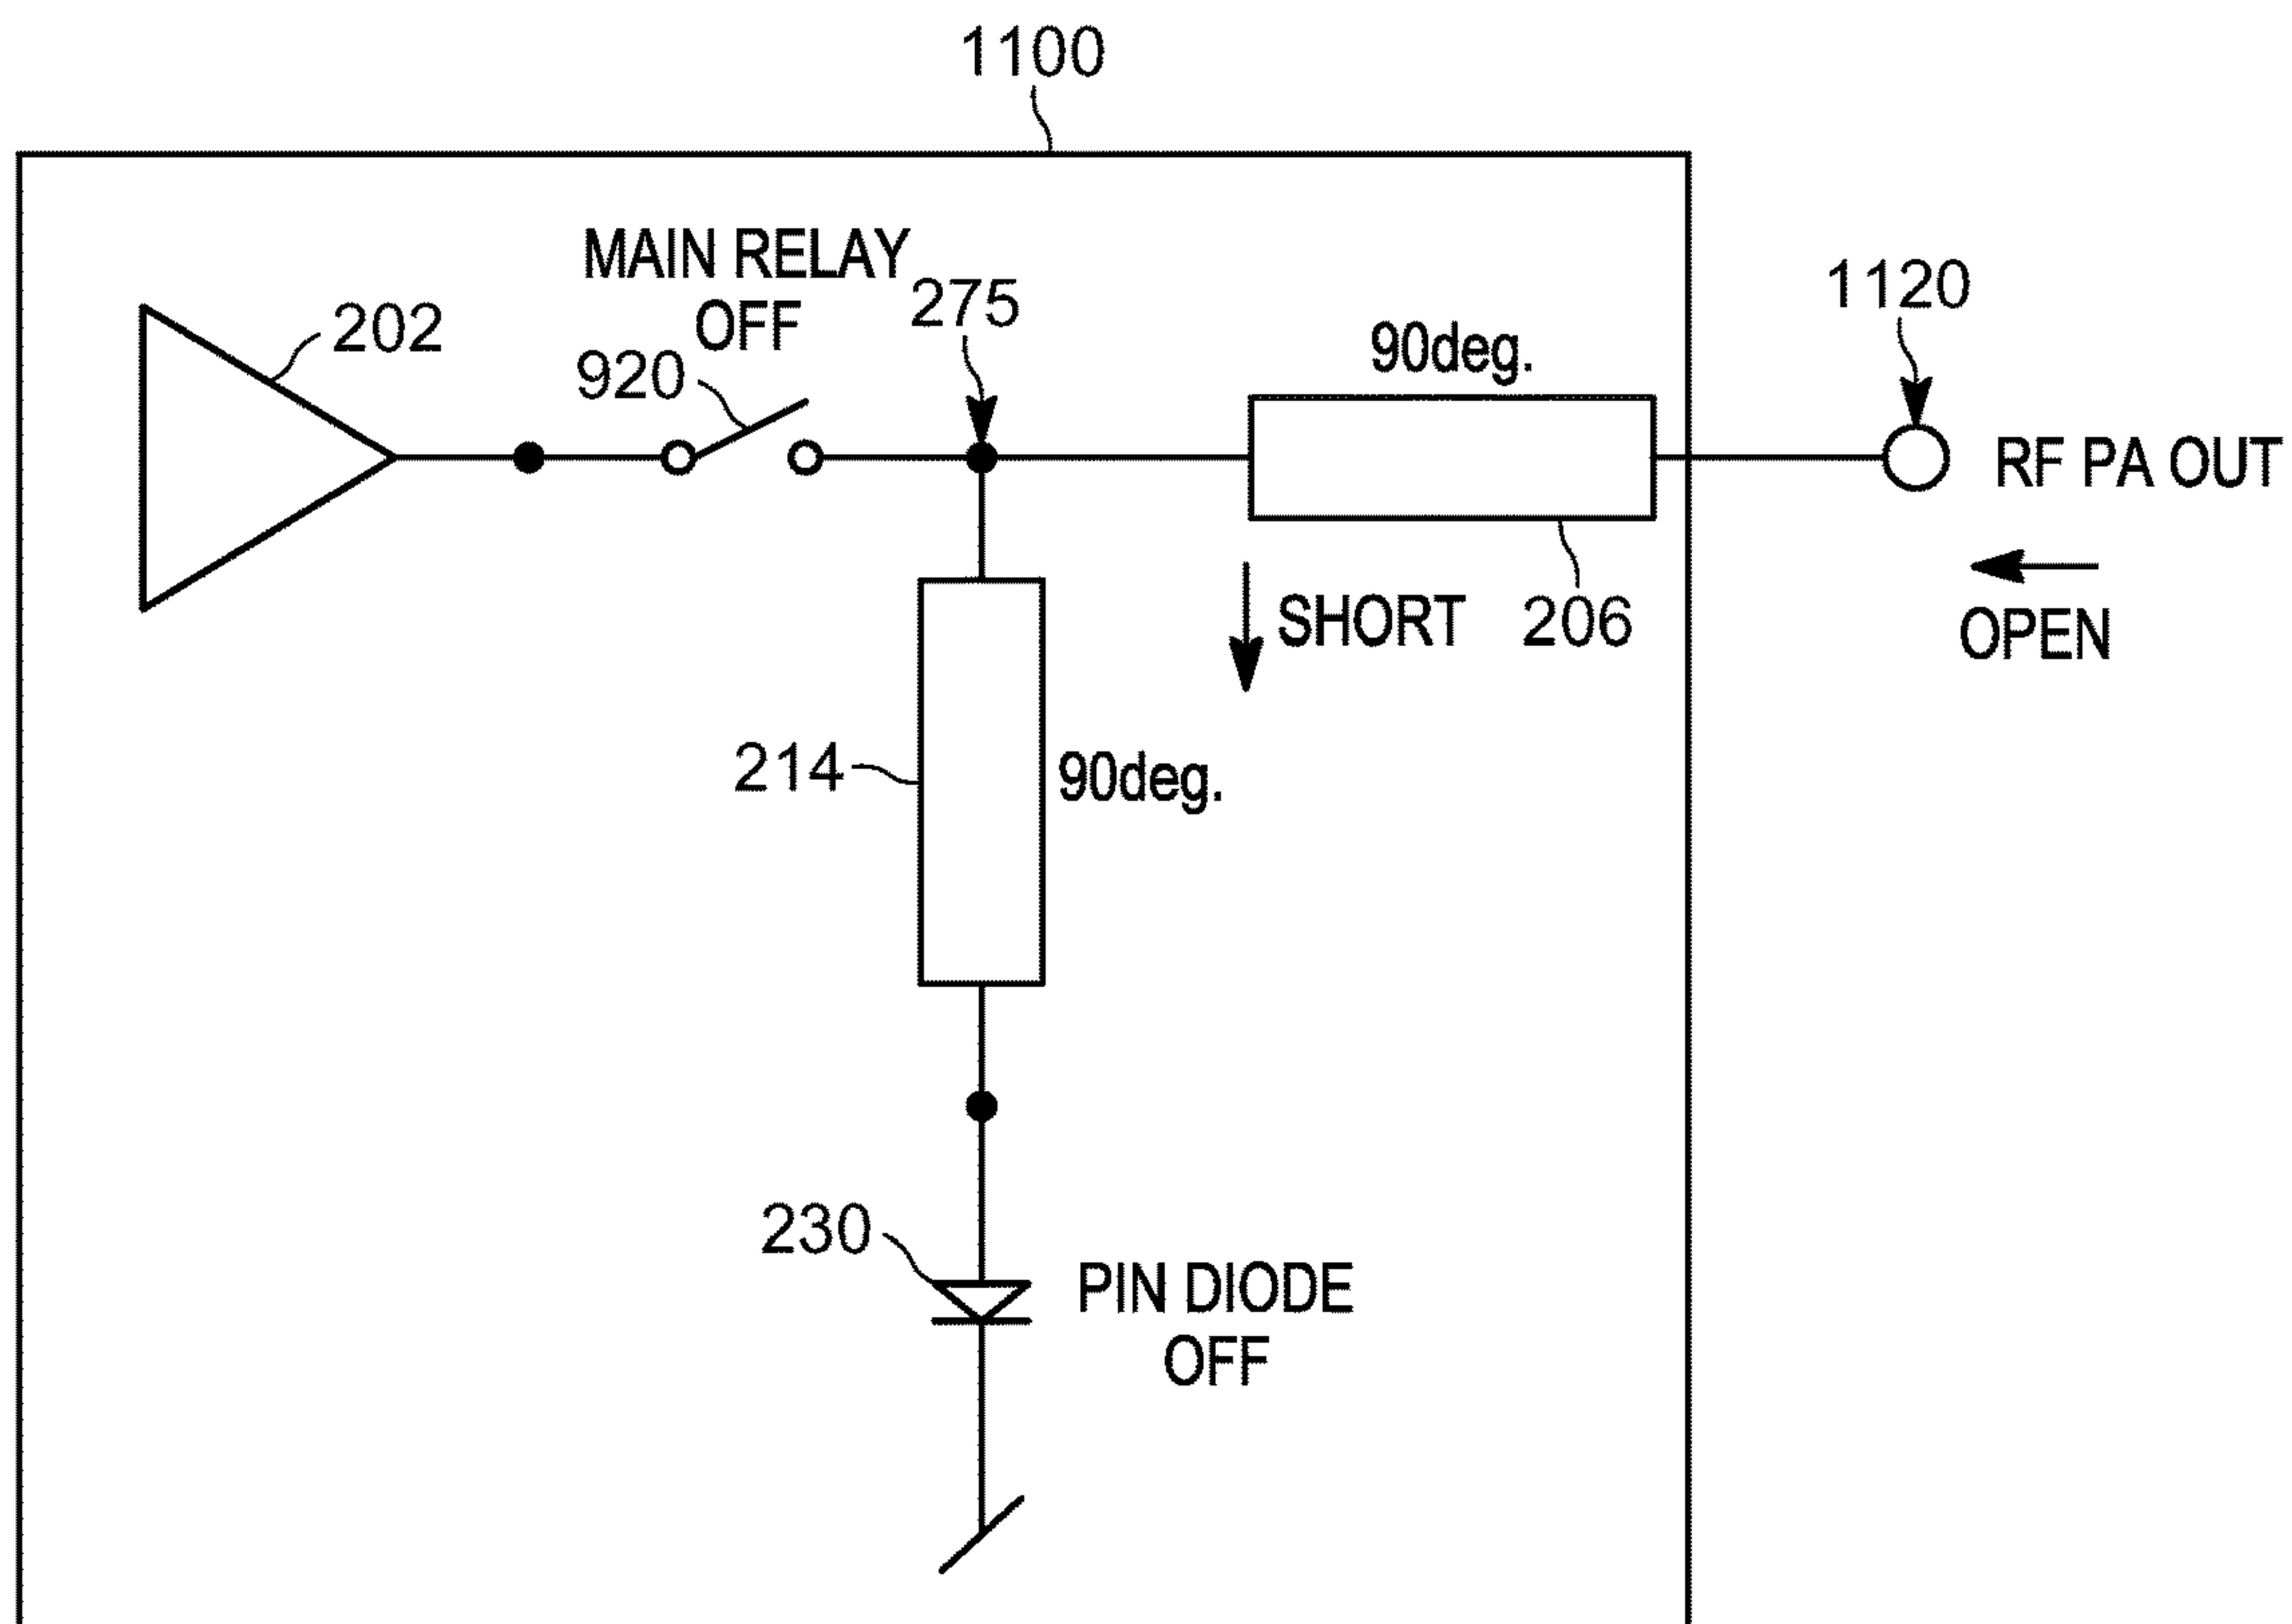 1100
MAIN RELAY
OFF
202
920
275
90deg.
1120
RF PA OUT
SHORT
206
OPEN
214
90deg.
230
PIN DIODE
OFF